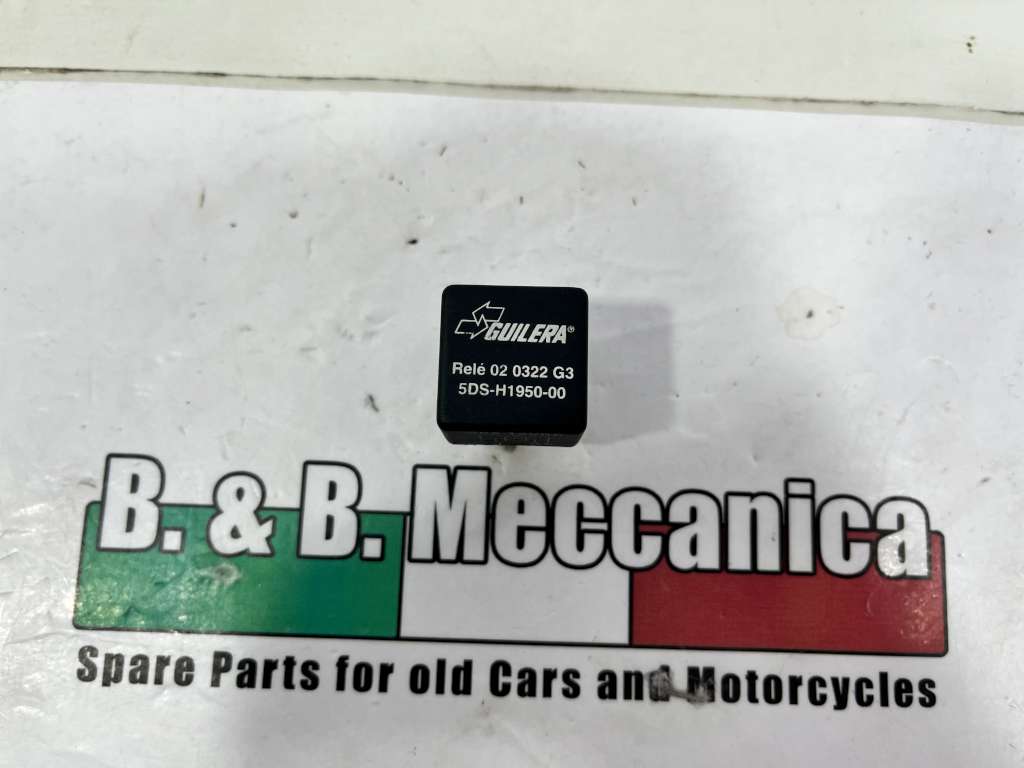 GUILERA®
Relé 02 0322 G3
5DS-H1950-00
B. & B. Meccanica
Spare Parts for old Cars and Motorcycles